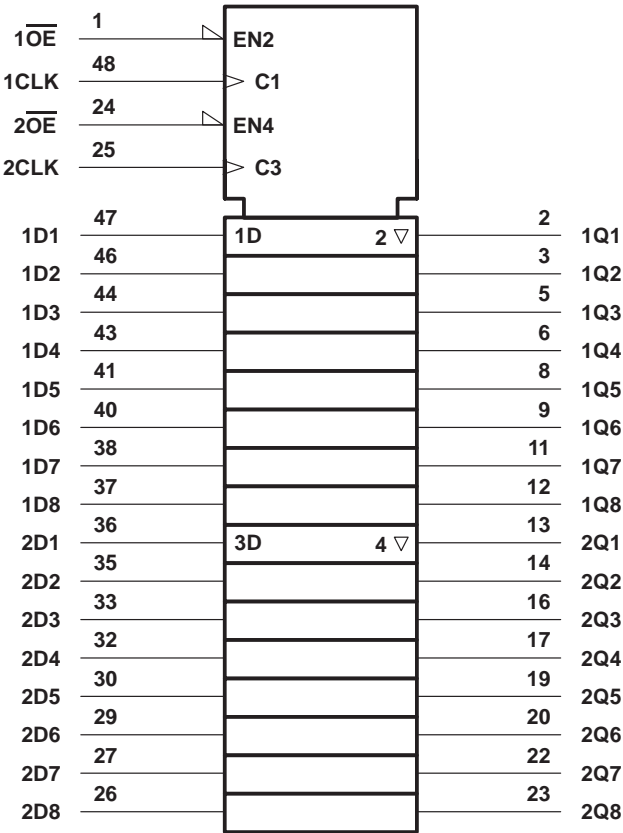 1 
1O̅E̅ EN2
48
1CLK C1
24
2O̅E̅ EN4
25
2CLK C3
47 2
1D1 1D 2 ▽ 1Q1
46 3
1D2 1Q2
44 5
1D3 1Q3
43 6
1D4 1Q4
41 8
1D5 1Q5
40 9
1D6 1Q6
38 11
1D7 1Q7
37 12
1D8 1Q8
36 13
2D1 3D 4 ▽ 2Q1
35 14
2D2 2Q2
33 16
2D3 2Q3
32 17
2D4 2Q4
30 19
2D5 2Q5
29 20
2D6 2Q6
27 22
2D7 2Q7
26 23
2D8 2Q8